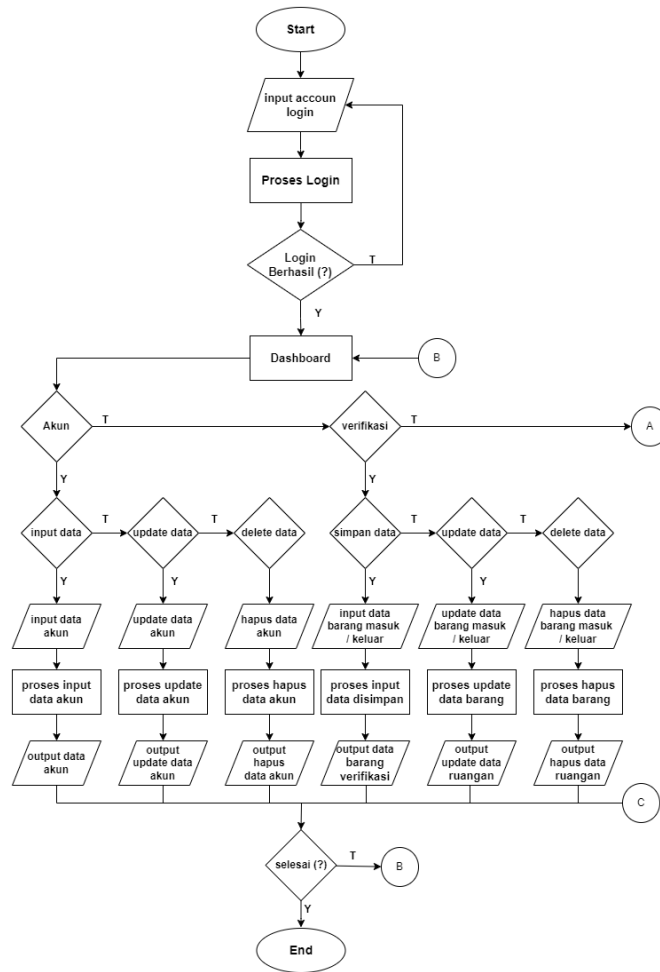 Start
input accoun
login
Proses Login
Login
Berhasil (?)
T
Y
Dashboard
B
Akun
T
verifikasi
T
A
Y
Y
input data
T
update data
T
delete data
simpan data
T
update data
T
delete data
Y
Y
Y
Y
input data
akun
update data
akun
hapus data
akun
input data
barang masuk
/ keluar
update data
barang masuk
/ keluar
hapus data
barang masuk
/ keluar
proses input
data akun
proses update
data akun
proses hapus
data akun
proses input
data disimpan
proses update
data barang
proses hapus
data barang
output data
akun
output
update data
akun
output
hapus
data akun
output data
barang
verifikasi
output
update data
ruangan
output
hapus data
ruangan
C
selesai (?)
T
B
Y
End